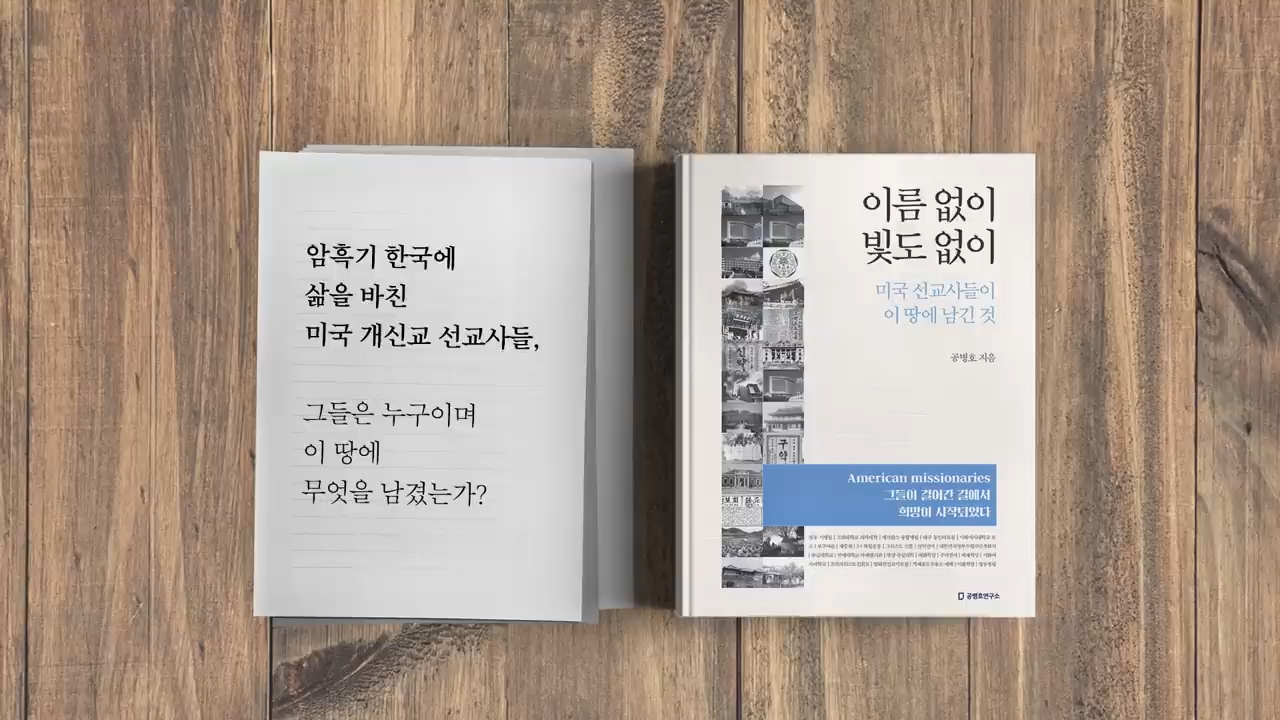 암흑기 한국에
삶을 바친
미국 개신교 선교사들,
그들은 누구이며
이 땅에
무엇을 남겼는가?
이름 없이
빛도 없이
미국 선교사들이
이 땅에 남긴 것
공병호 지음
구약
American missionaries
그들이 걸어간 길에서
희망이 시작되었다
공병호연구소